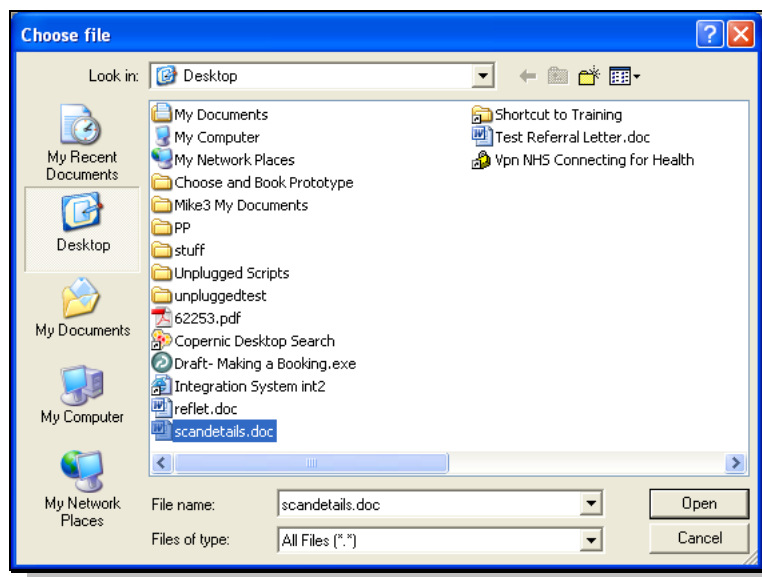 Choose file
Look in:
Desktop
My Recent
Documents
Desktop
My Documents
My Computer
My Network
Places
My Documents
My Computer
My Network Places
Choose and Book Prototype
Mike3 My Documents
PP
stuff
Unplugged Scripts
unpluggedtest
62253.pdf
Copernic Desktop Search
Draft- Making a Booking.exe
Integration System int2
reflet.doc
scandetails.doc
Shortcut to Training
Test Referral Letter.doc
Vpn NHS Connecting for Health
File name:
scandetails.doc
Open
Files of type:
All Files (*.*)
Cancel